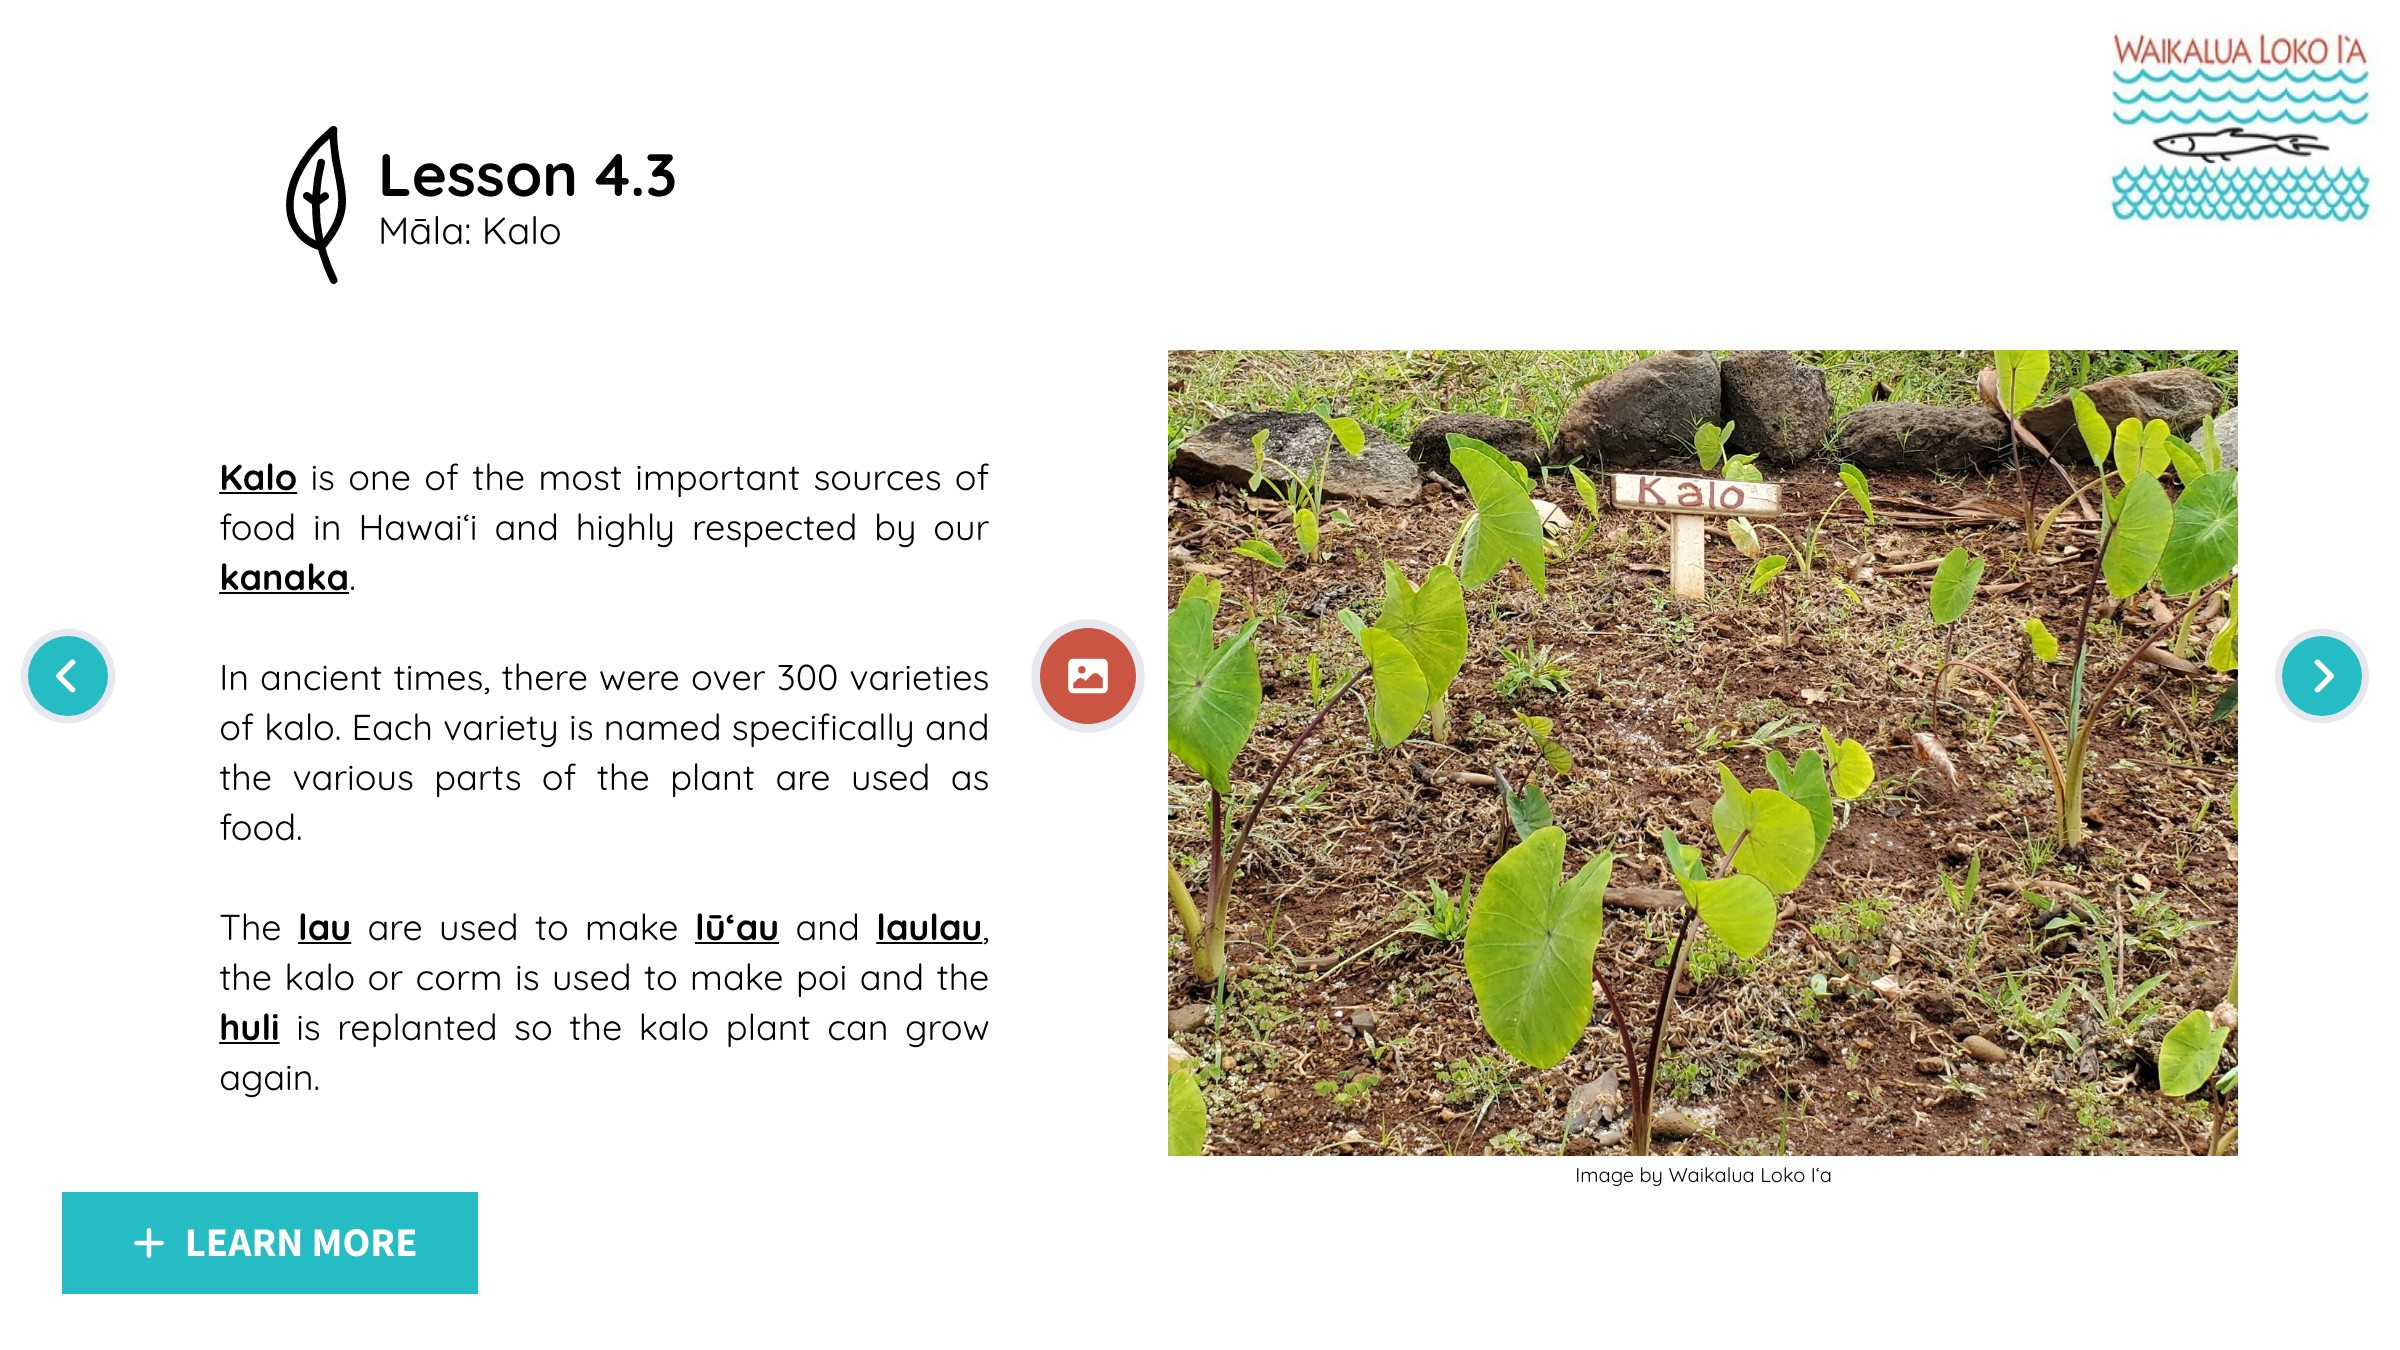 WAIKALUA LOKO I'A
Lesson 4.3
Māla: Kalo
Kalo is one of the most important sources of
food in Hawaiʻi and highly respected by our
kanaka.
In ancient times, there were over 300 varieties
of kalo. Each variety is named specifically and
the various parts of the plant are used as
food.
The lau are used to make lūʻau and laulau,
the kalo or corm is used to make poi and the
huli is replanted so the kalo plant can grow
again.
Kalo
Image by Waikalua Loko Iʻa
+ LEARN MORE